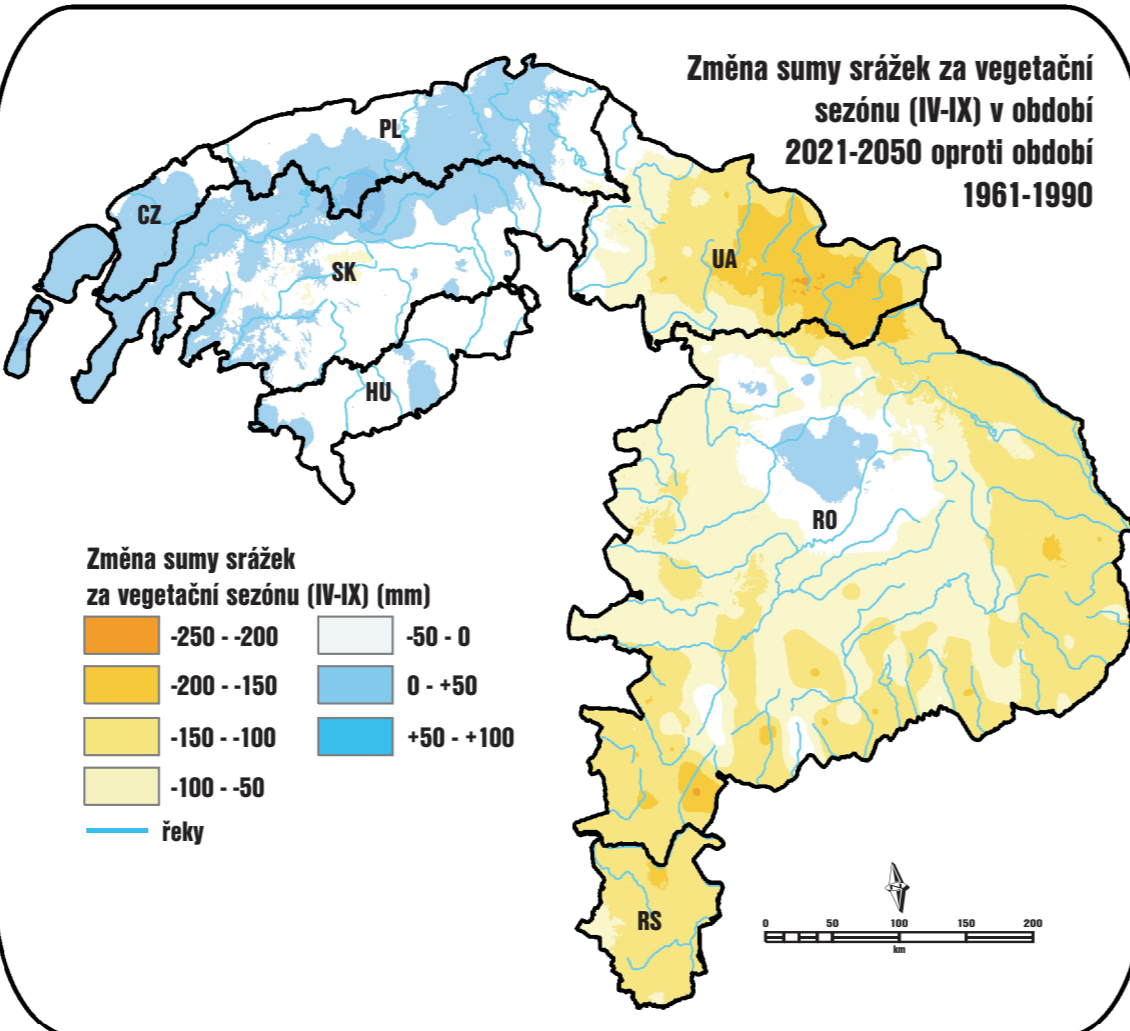 Změna sumy srážek za vegetační
sezónu (IV-IX) v období
2021-2050 oproti období
1961-1990
PL
CZ
SK
HU
UA
RO
RS
Změna sumy srážek
za vegetační sezónu (IV-IX) (mm)
-250 - -200
-200 - -150
-150 - -100
-100 - -50
-50 - 0
0 - +50
+50 - +100
řeky
0 50 100 150 200
km